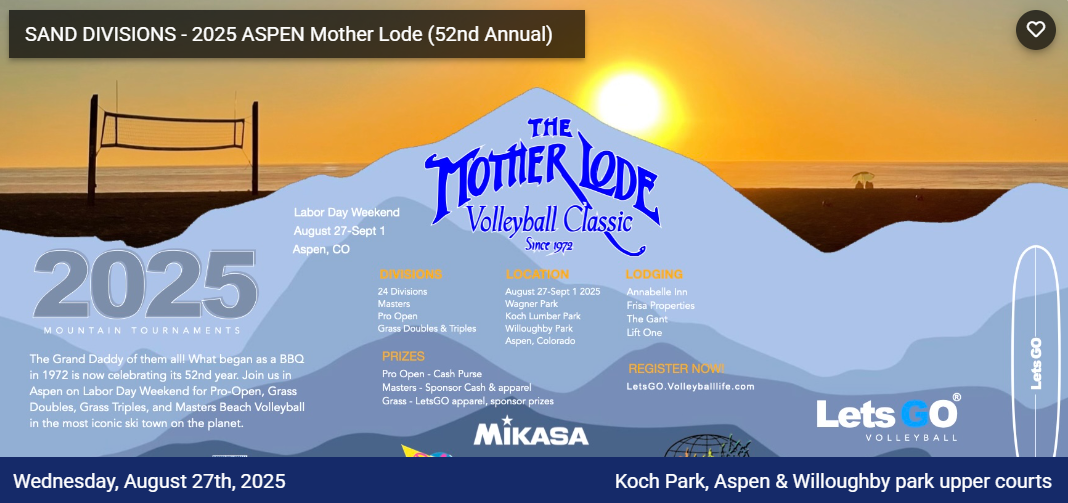 SAND DIVISIONS - 2025 ASPEN Mother Lode (52nd Annual)
THE
MOTHER LODE
Volleyball Classic
Since 1972
Labor Day Weekend
August 27-Sept 1
Aspen, CO
2025
MOUNTAIN TOURNAMENTS
The Grand Daddy of them all! What began as a BBQ
in 1972 is now celebrating its 52nd year. Join us in
Aspen on Labor Day Weekend for Pro-Open, Grass
Doubles, Grass Triples, and Masters Beach Volleyball
in the most iconic ski town on the planet.
DIVISIONS
24 Divisions
Masters
Pro Open
Grass Doubles & Triples
LOCATION
August 27-Sept 1 2025
Wagner Park
Koch Lumber Park
Willoughby Park
Aspen, Colorado
LODGING
Annabelle Inn
Frisa Properties
The Gant
Lift One
PRIZES
Pro Open - Cash Purse
Masters - Sponsor Cash & apparel
Grass - LetsGO apparel, sponsor prizes
REGISTER NOW!
LetsGO.Volleyballlife.com
MIKASA
Lets GO®
VOLLEYBALL
Lets GO
Wednesday, August 27th, 2025
Koch Park, Aspen & Willoughby park upper courts